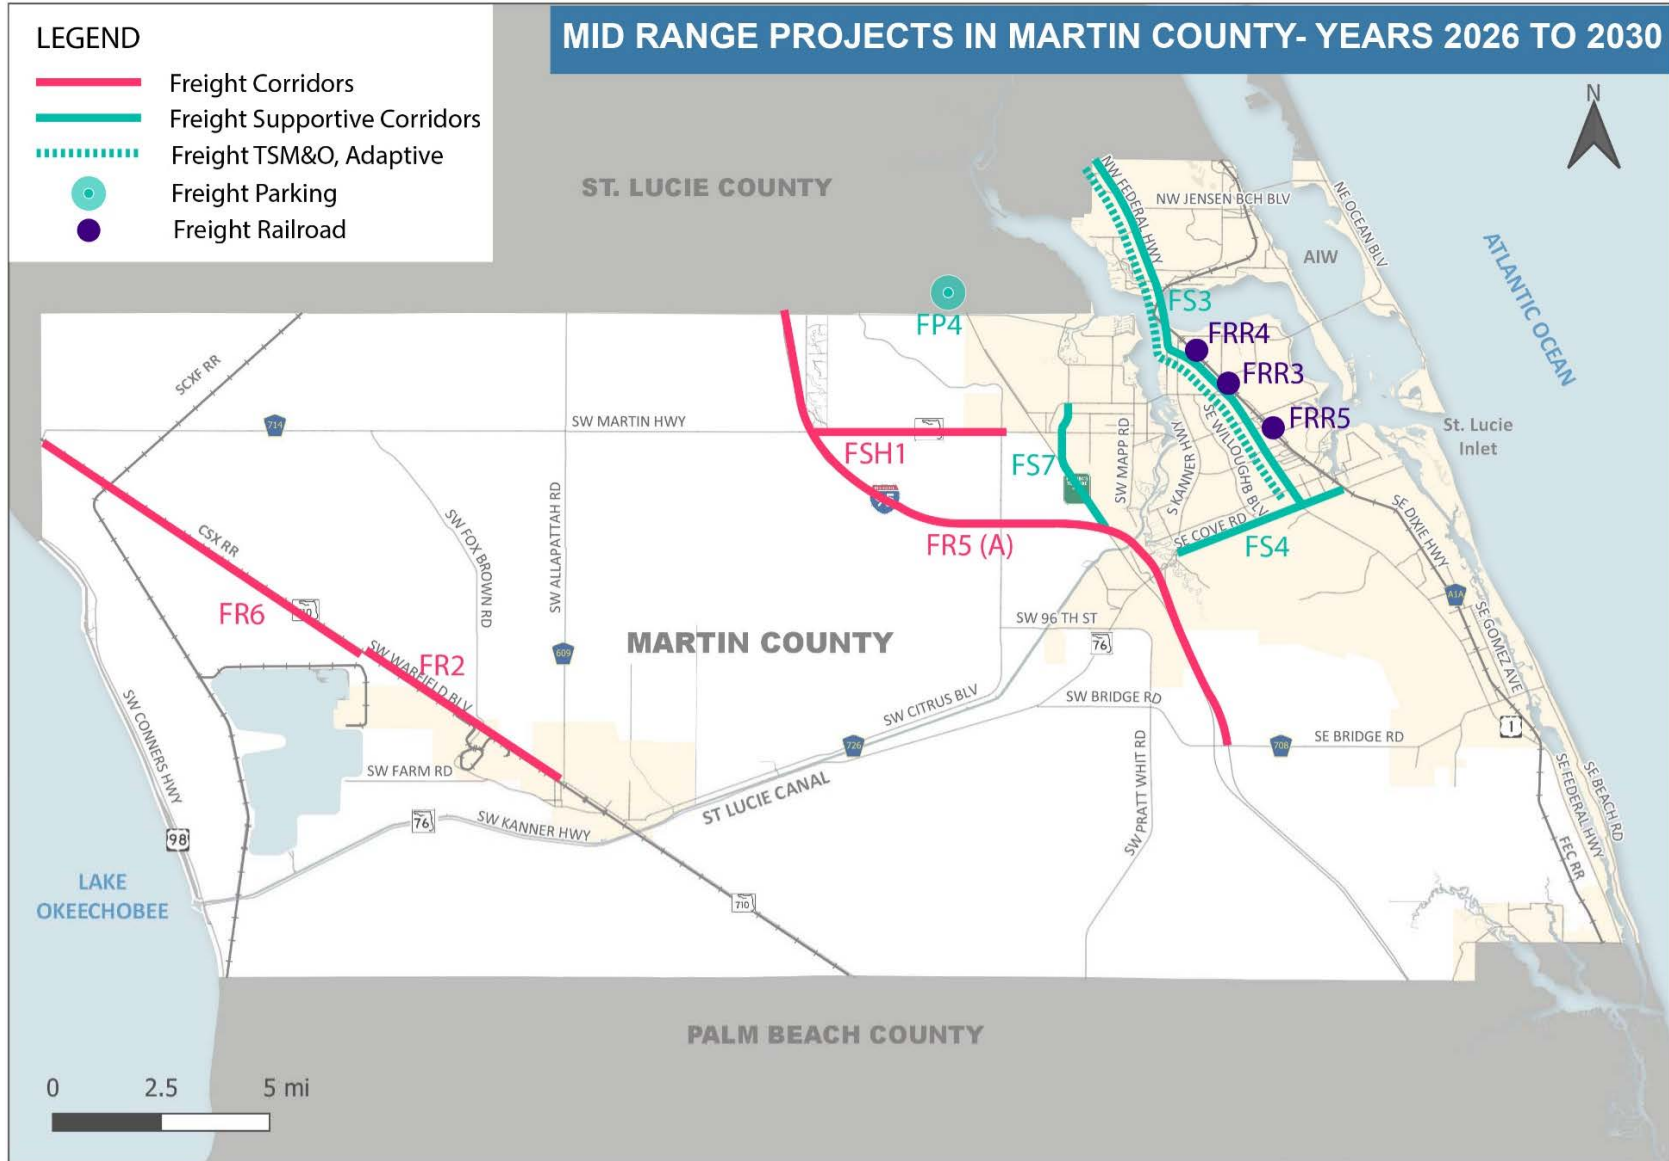 LEGEND
Freight Corridors
Freight Supportive Corridors
Freight TSM&O, Adaptive
Freight Parking
Freight Railroad
MID RANGE PROJECTS IN MARTIN COUNTY- YEARS 2026 TO 2030
N
ST. LUCIE COUNTY
NW FEDERAL HWY
NW JENSEN BCH BLV
NE OCEAN BLV
AIW
ATLANTIC OCEAN
FS3
FP4
FRR4
FRR3
FRR5
SCXF RR
714
SW MARTIN HWY
FSH1
FS7
SW MAPP RD
S KANNER HWY
SE WILLOUGHB BLV
St. Lucie
Inlet
CSX RR
SW FOX BROWN RD
SW ALLAPATTAH RD
FR5 (A)
SE COVE RD
FS4
SE DIXIE HWY
A1A
SE GOMEZ AVE
FR6
SW WARFIELD BLV
FR2
609
MARTIN COUNTY
SW 96 TH ST
76
SW CONNERS HWY
SW CITRUS BLV
SW BRIDGE RD
726
708
SE BRIDGE RD
1
SW FARM RD
ST LUCIE CANAL
SW PRATT WHIT RD
SE FEDERAL HWY
SE BEACH RD
98
76
SW KANNER HWY
FEC RR
LAKE
OKEECHOBEE
710
PALM BEACH COUNTY
0 2.5 5 mi